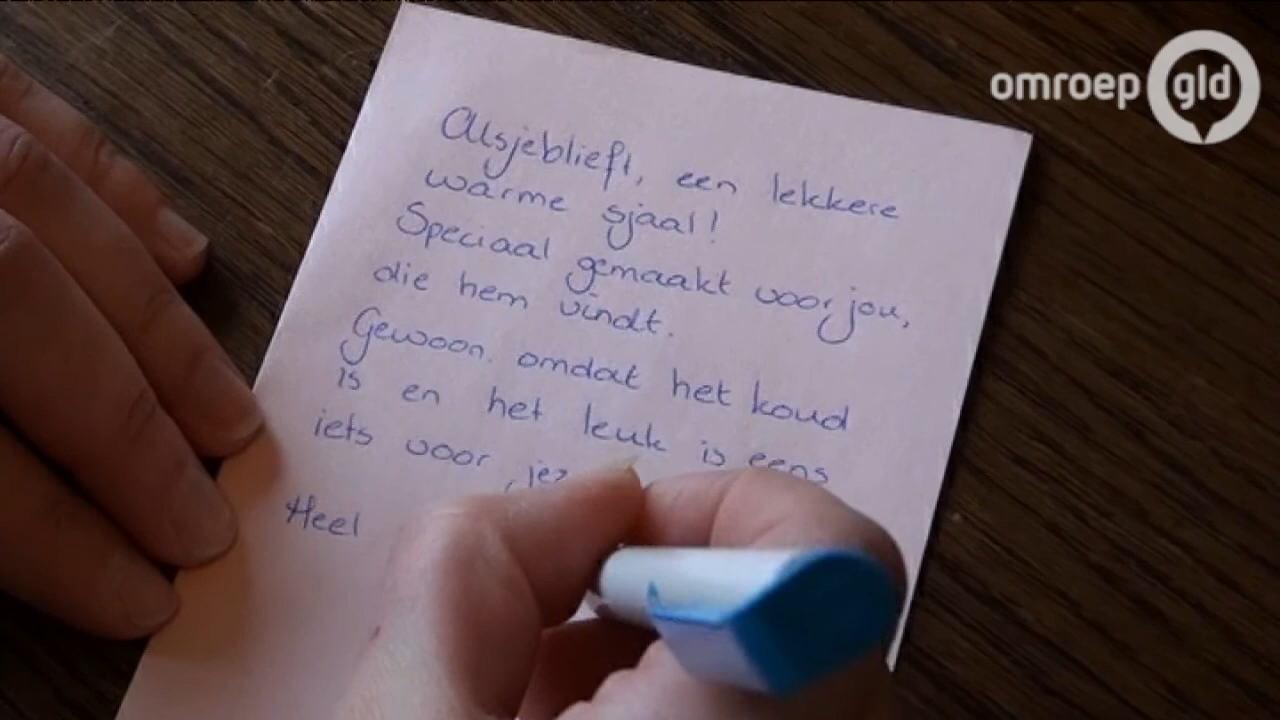 omroep gld
Alsjeblieft, een lekkere
warme sjaal!
Speciaal gemaakt voor jou,
die hem vindt.
Gewoon. omdat het koud
is en het leuk is eens
iets voor
Heel